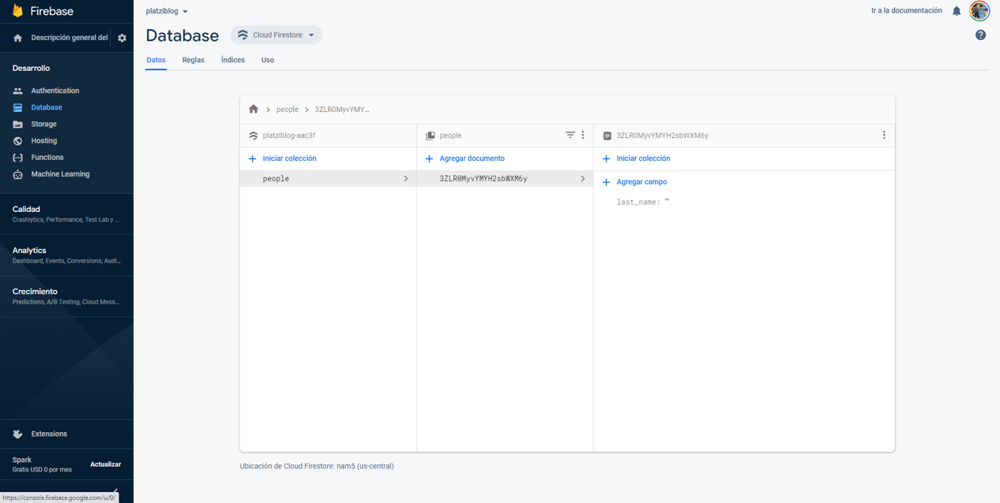 Firebase
platziblog
Ir a la documentación
Descripción general del
Database
Cloud Firestore
Datos
Reglas
Índices
Uso
Desarrollo
Authentication
Database
Storage
Hosting
Functions
Machine Learning
Calidad
Crashlytics, Performance, Test Lab y ...
Analytics
Dashboard, Events, Conversions, Audi...
Crecimiento
Predictions, A/B Testing, Cloud Mess...
Extensions
Spark
Gratis USD 0 por mes
Actualizar
https://console.firebase.google.com/u/0/
people
3ZLR0MyvYMY...
platziblog-aac3f
people
3ZLR0MyvYMYH2sbWXM6y
Iniciar colección
Agregar documento
Iniciar colección
people
3ZLR0MyvYMYH2sbWXM6y
Agregar campo
last_name: ""
Ubicación de Cloud Firestore: nam5 (us-central)